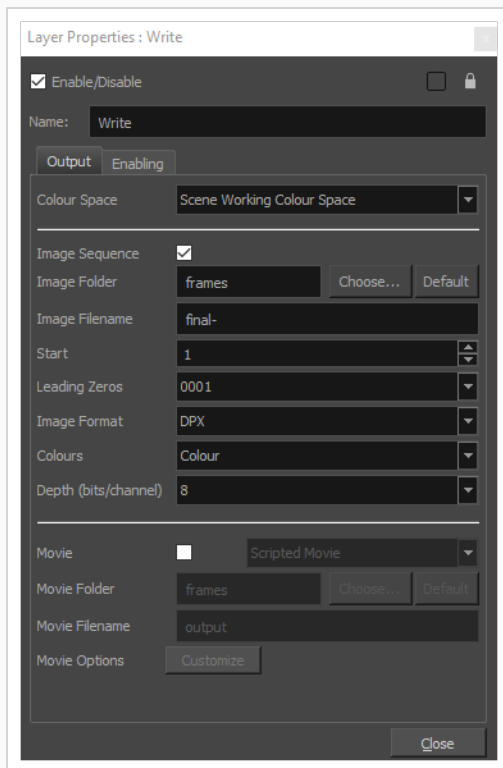 Layer Properties : Write
x
Enable/Disable
Name: Write
Output Enabling
Colour Space Scene Working Colour Space
Image Sequence
Image Folder frames Choose... Default
Image Filename final-
Start 1
Leading Zeros 0001
Image Format DPX
Colours Colour
Depth (bits/channel) 8
Movie Scripted Movie
Movie Folder frames Choose... Default
Movie Filename output
Movie Options Customize
Close